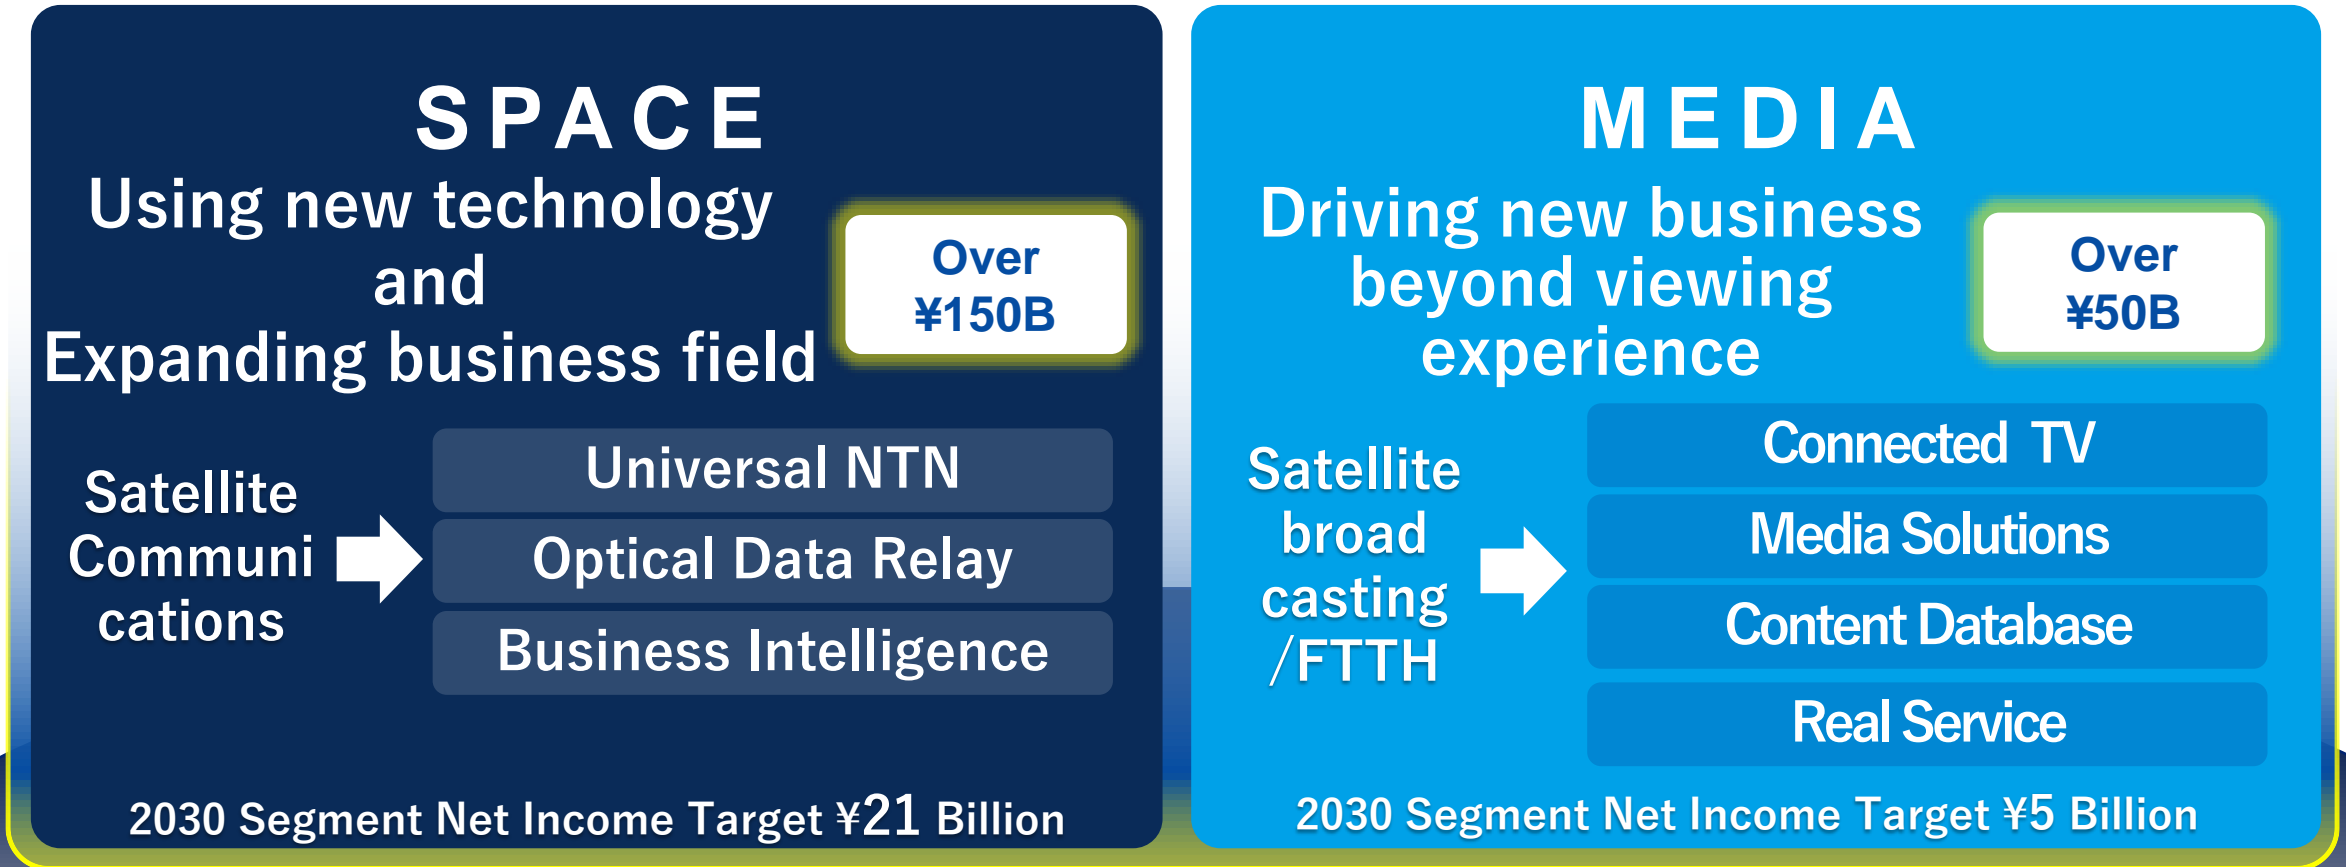 SPACE
Using new technology
and
Expanding business field
Over
¥150B
Satellite
Communi
cations
Universal NTN
Optical Data Relay
Business Intelligence
2030 Segment Net Income Target ¥21 Billion
MEDIA
Driving new business
beyond viewing
experience
Over
¥50B
Satellite
broad
casting
/FTTH
Connected TV
Media Solutions
Content Database
Real Service
2030 Segment Net Income Target ¥5 Billion